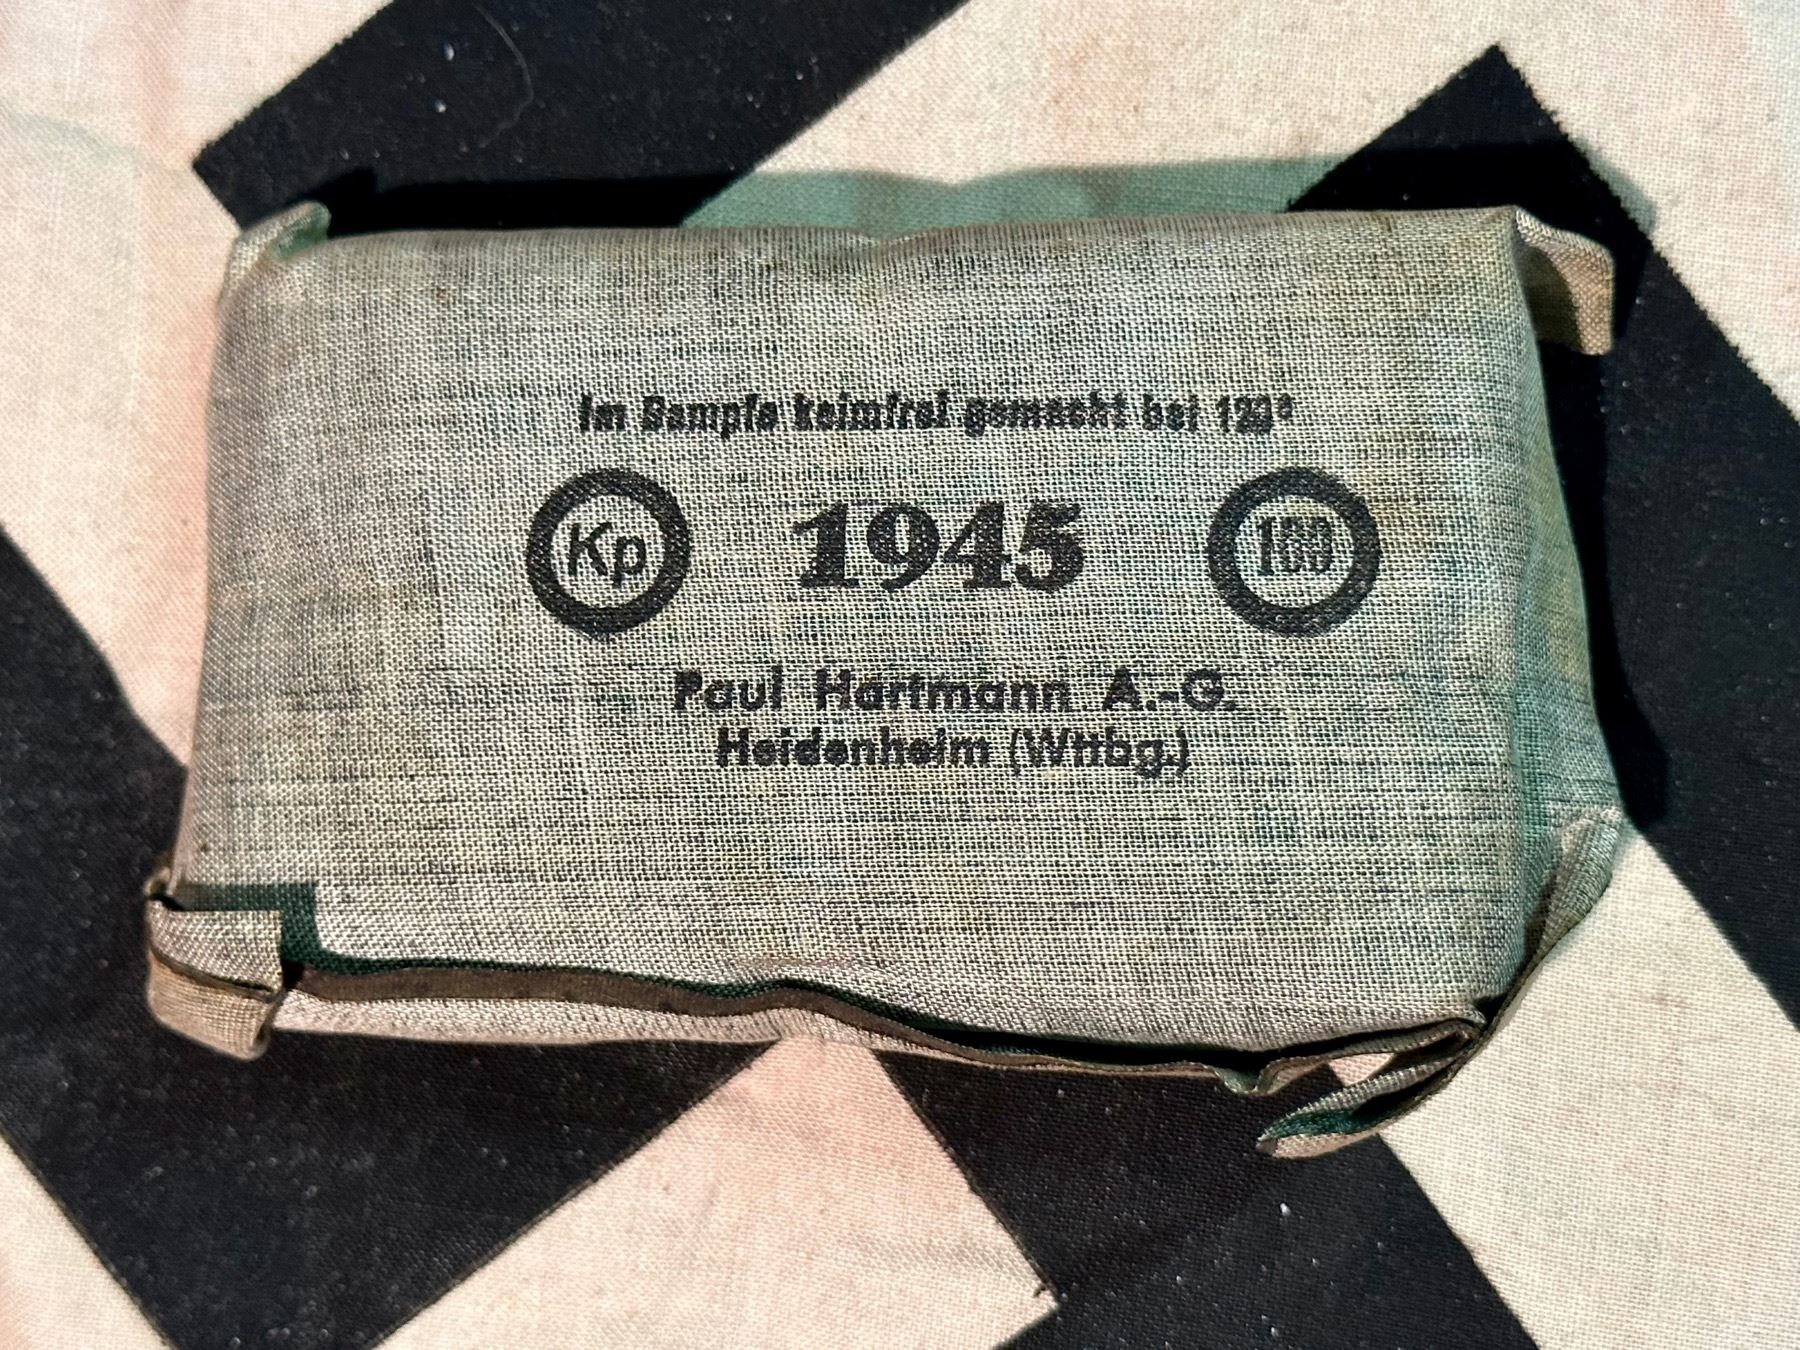 Im Dampfe keimfrei gemacht bei 120°
Kp 1945
Paul Hartmann A.-G.
Heidenheim (Wttbg.)